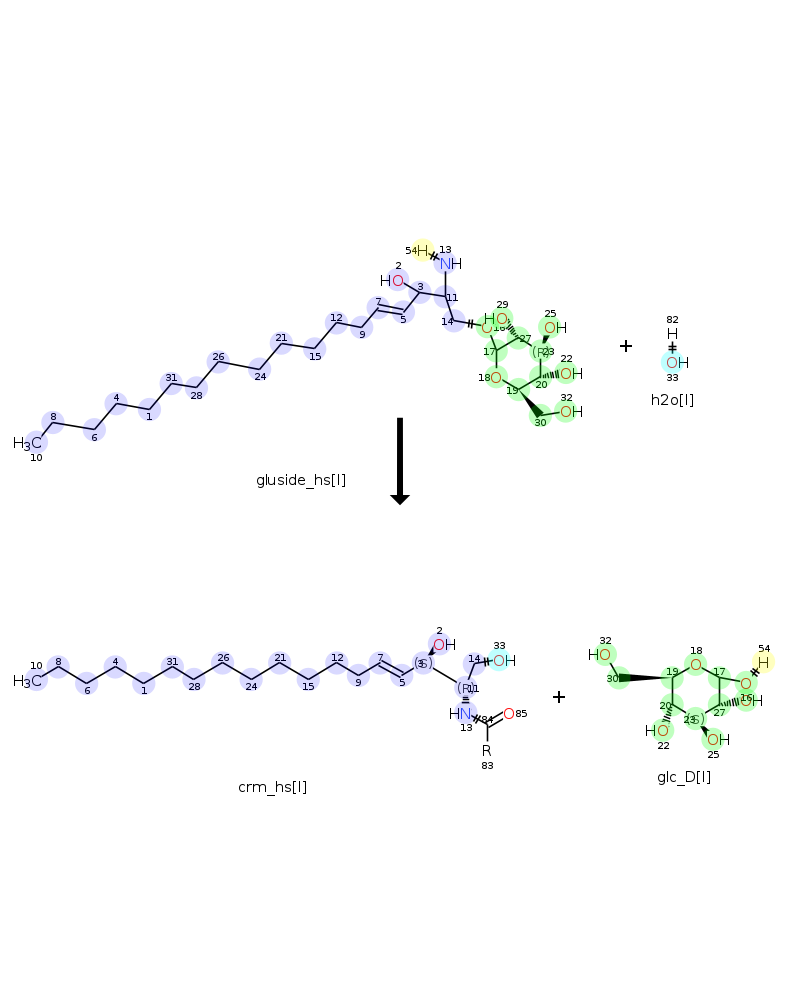 54 H 13
NH
2
HO 3 11
7 5 14
12 9
21 15
26 24
31 28
4 1
8 6
H3C
10
29 HO 16 27
25 OH
17 (R) 23
22 OH
18 O 19 20
32 OH
30
+
82
H
OH
33
h2o[l]
gluside_hs[l]
2
OH
10 8 4 31 26 21 12 7 (S) 14 33
H3C 6 1 28 24 15 9 5 OH
(R) 11
HN 84 O 85
13
R
83
crm_hs[l]
+
32
HO
30
18
O
19 17
54
H
O
16 OH
20 23 (S) 27
HO
22
OH
25
glc_D[l]